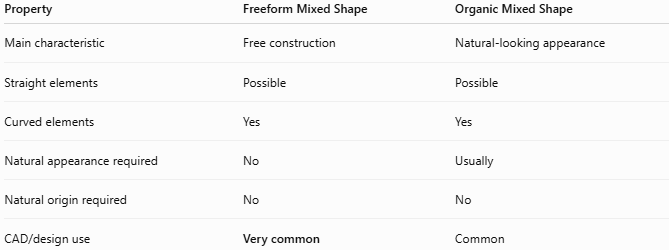 Property Freeform Mixed Shape Organic Mixed Shape
Main characteristic Free construction Natural-looking appearance
Straight elements Possible Possible
Curved elements Yes Yes
Natural appearance required No Usually
Natural origin required No No
CAD/design use Very common Common